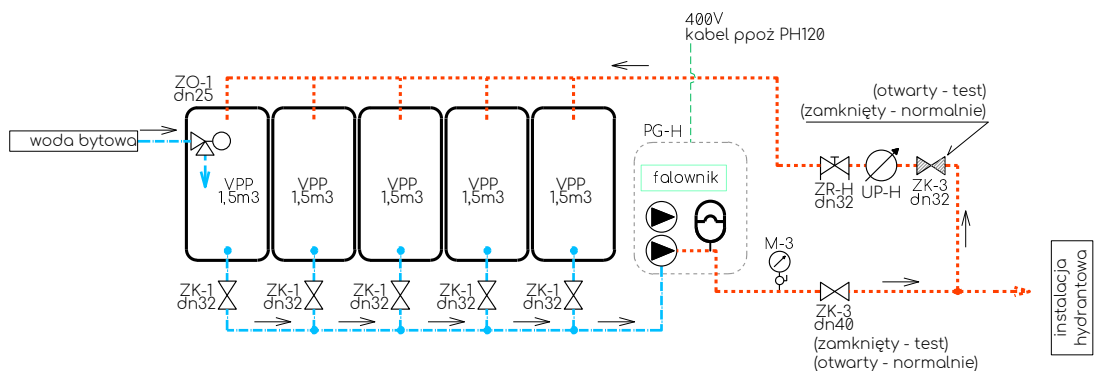 400V
kabel ppoż PH120
ZO-1
dn25
(otwarty - test)
(zamknięty - normalnie)
woda bytowa
PG-H
falownik
VPP
1,5m3
VPP
1,5m3
VPP
1,5m3
VPP
1,5m3
VPP
1,5m3
ZR-H
dn32
UP-H
ZK-3
dn32
M-3
ZK-1
dn32
ZK-1
dn32
ZK-1
dn32
ZK-1
dn32
ZK-1
dn32
ZK-3
dn40
(zamknięty - test)
(otwarty - normalnie)
instalacja
hydrantowa